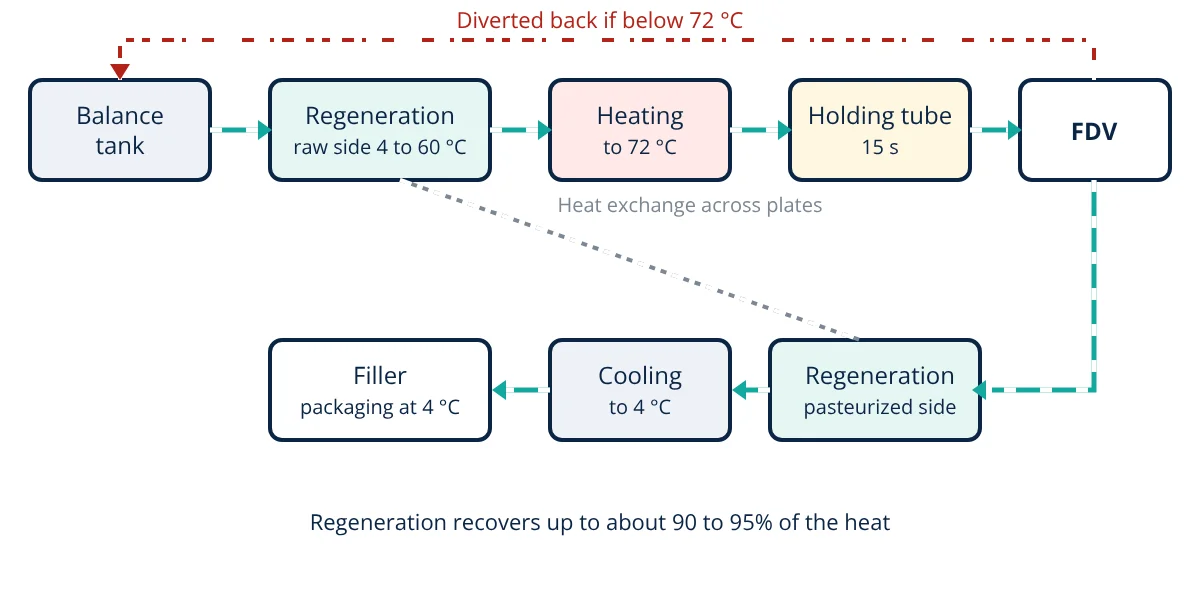 Diverted back if below 72 °C
Balance
tank
Regeneration
raw side 4 to 60 °C
Heating
to 72 °C
Holding tube
15 s
FDV
Heat exchange across plates
Filler
packaging at 4 °C
Cooling
to 4 °C
Regeneration
pasteurized side
Regeneration recovers up to about 90 to 95% of the heat